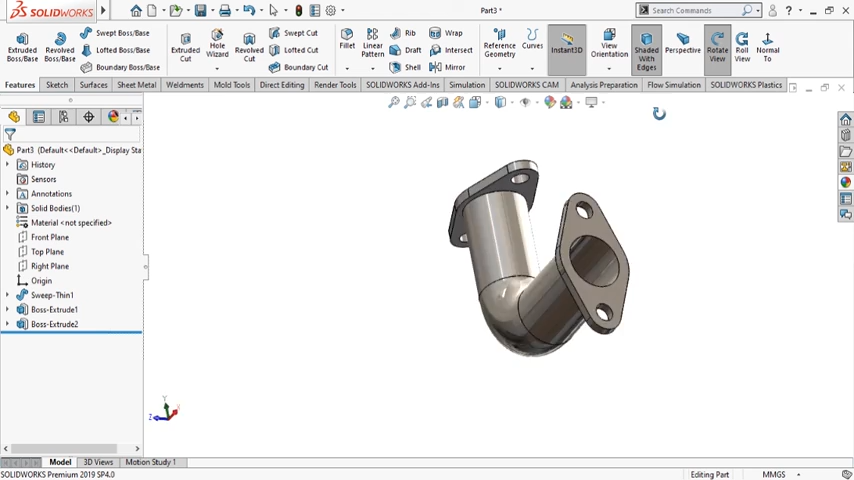 SOLIDWORKS
Part3 *
Search Commands
Extruded Boss/Base
Revolved Boss/Base
Swept Boss/Base
Lofted Boss/Base
Boundary Boss/Base
Extruded Cut
Hole Wizard
Revolved Cut
Swept Cut
Lofted Cut
Boundary Cut
Fillet
Linear Pattern
Rib
Draft
Shell
Wrap
Intersect
Mirror
Reference Geometry
Curves
Instant3D
View Orientation
Shaded With Edges
Perspective
Rotate View
Roll View
Normal To
Features Sketch Surfaces Sheet Metal Weldments Mold Tools Direct Editing Render Tools SOLIDWORKS Add-Ins Simulation SOLIDWORKS CAM Analysis Preparation Flow Simulation SOLIDWORKS Plastics
Part3 (Default<<Default>_Display Sta
History
Sensors
Annotations
Solid Bodies(1)
Material <not specified>
Front Plane
Top Plane
Right Plane
Origin
Sweep-Thin1
Boss-Extrude1
Boss-Extrude2
Y
Z
Model 3D Views Motion Study 1
SOLIDWORKS Premium 2019 SP4.0
Editing Part
MMGS